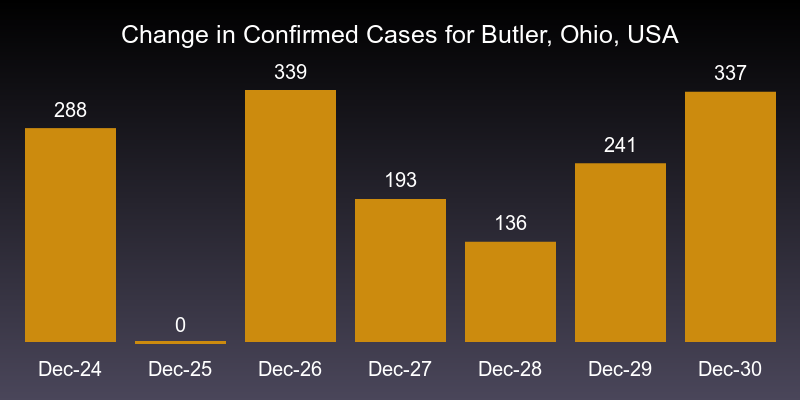 Change in Confirmed Cases for Butler, Ohio, USA
288
0
339
193
136
241
337
Dec-24
Dec-25
Dec-26
Dec-27
Dec-28
Dec-29
Dec-30